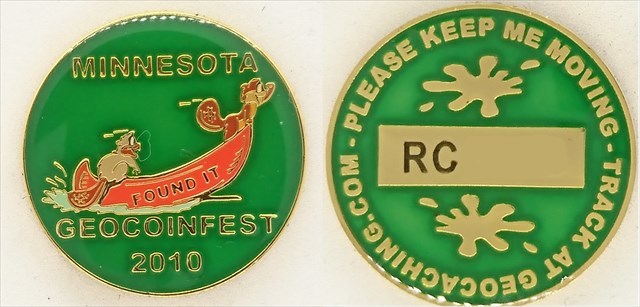 MINNESOTA
FOUND IT
GEOCOINFEST
2010
PLEASE KEEP ME MOVING - TRACK AT GEOCACHING.COM -
RC